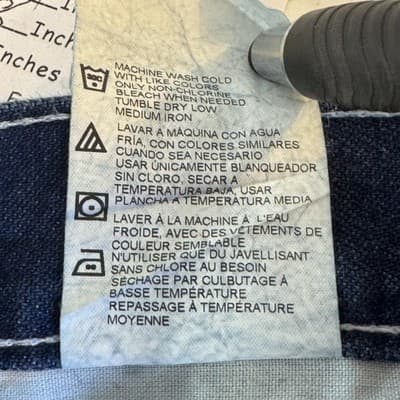 Inch
Inches
MACHINE WASH COLD
WITH LIKE COLORS
ONLY NON-CHLORINE
BLEACH WHEN NEEDED
TUMBLE DRY LOW
MEDIUM IRON
LAVAR A MÁQUINA CON AGUA
FRÍA, CON COLORES SIMILARES
CUANDO SEA NECESARIO
USAR ÚNICAMENTE BLANQUEADOR
SIN CLORO, SECAR A
TEMPERATURA BAJA, USAR
PLANCHA A TEMPERATURA MEDIA
LAVER À LA MACHINE À L'EAU
FROIDE, AVEC DES VÊTEMENTS DE
COULEUR SEMBLABLE
N'UTILISER QUE DU JAVELLISANT
SANS CHLORE AU BESOIN
SÉCHAGE PAR CULBUTAGE À
BASSE TEMPÉRATURE
REPASSAGE À TEMPÉRATURE
MOYENNE